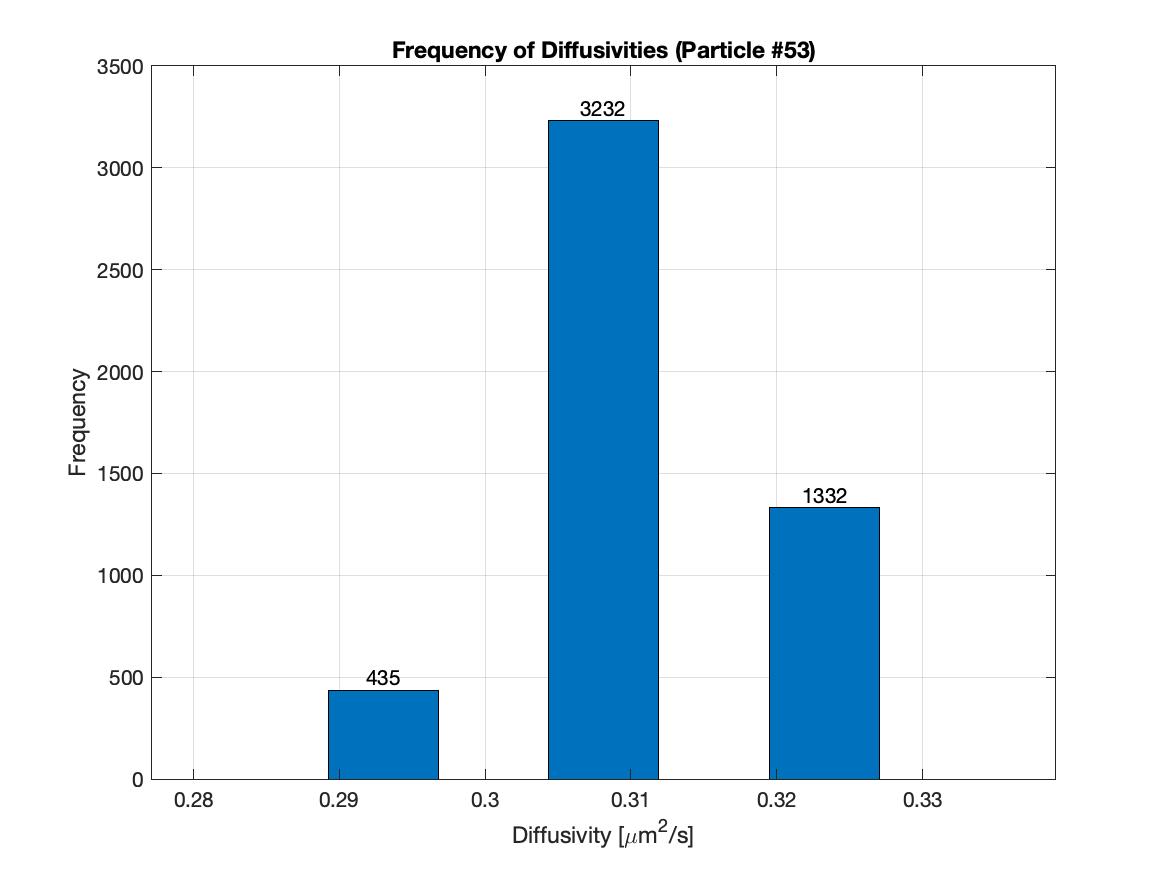 Frequency of Diffusivities (Particle #53)
3500
3000
2500
2000
1500
1000
500
0
Frequency
435
3232
1332
0.28 0.29 0.3 0.31 0.32 0.33
Diffusivity [μm²/s]